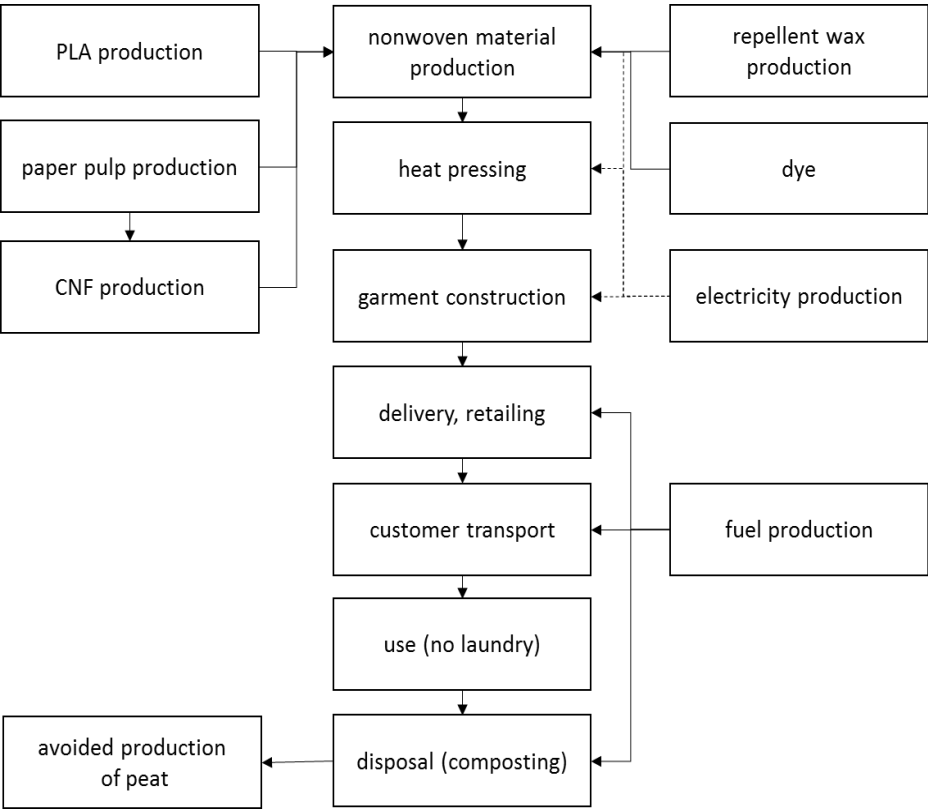 PLA production
nonwoven material
production
repellent wax
production
paper pulp production
heat pressing
dye
CNF production
garment construction
electricity production
delivery, retailing
customer transport
fuel production
use (no laundry)
avoided production
of peat
disposal (composting)